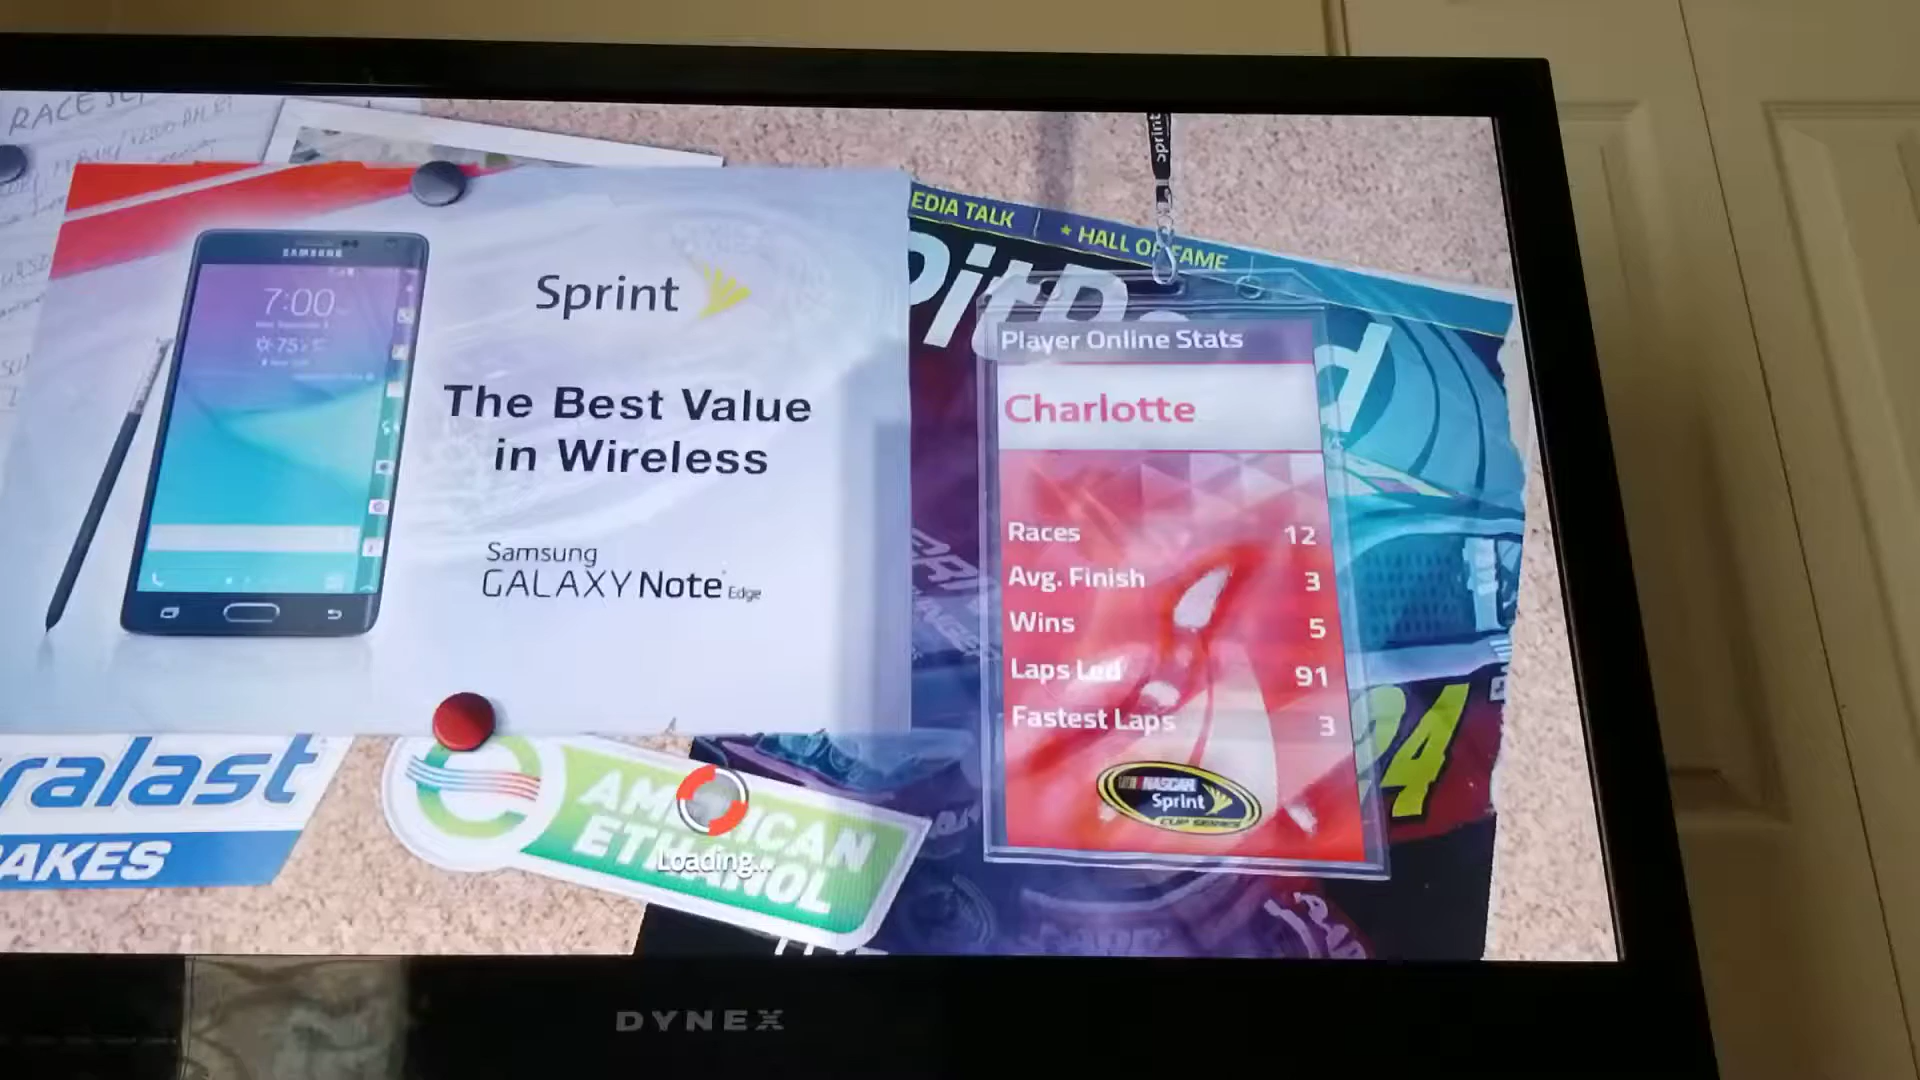 RACE
sprint
EDIA TALK
* HALL OF FAME
SAMSUNG
7:00
75
Sprint
The Best Value
in Wireless
Samsung
GALAXY Note Edge
Player Online Stats
Charlotte
Races 12
Avg. Finish 3
Wins 5
Laps Led 91
Fastest Laps 3
NASCAR
Sprint
CUP SERIES
24
ralast
AKES
AMERICAN
ETHANOL
Loading...
DYNEX